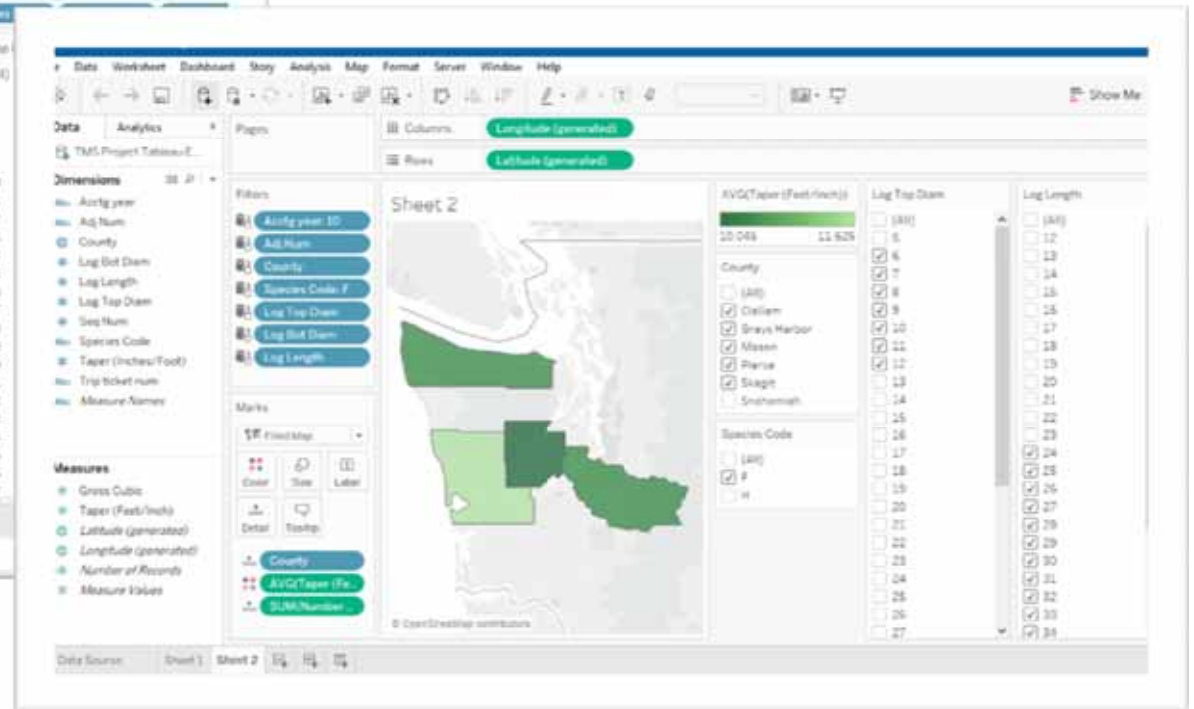 Data Worksheet Dashboard Story Analysis Map Format Server Window Help
Show Me
Data Analytics
TMS Project Tableau E...
Dimensions
Acctg year
Adj Num
County
Log Bot Diam
Log Length
Log Top Diam
Seq Num
Species Code
Taper (Inches/Foot)
Trip ticket num
Measure Names
Measures
Gross Cubic
Taper (Feet/Inch)
Latitude (generated)
Longitude (generated)
Number of Records
Measure Values
Pages
Filters
Acctg year: 10
Adj Num
County
Species Code: F
Log Top Diam
Log Bot Diam
Log Length
Marks
Filled Map
Color Size Label
Detail Tooltip
County
AVG(Taper (Fe..
SUM(Number ..
Columns Longitude (generated)
Rows Latitude (generated)
Sheet 2
© OpenStreetMap contributors
AVG(Taper (Feet/Inch))
11.626
County
(All)
Clallam
Grays Harbor
Mason
Pierce
Skagit
Snohomish
Species Code
(All)
F
H
Log Top Diam
(All)
5
6
7
8
9
10
11
12
13
14
15
16
17
18
19
20
21
22
23
24
25
26
27
Log Length
(All)
12
13
14
15
16
17
18
19
20
21
22
23
24
25
26
27
28
29
30
31
32
33
34
Data Source Sheet 1 Sheet 2